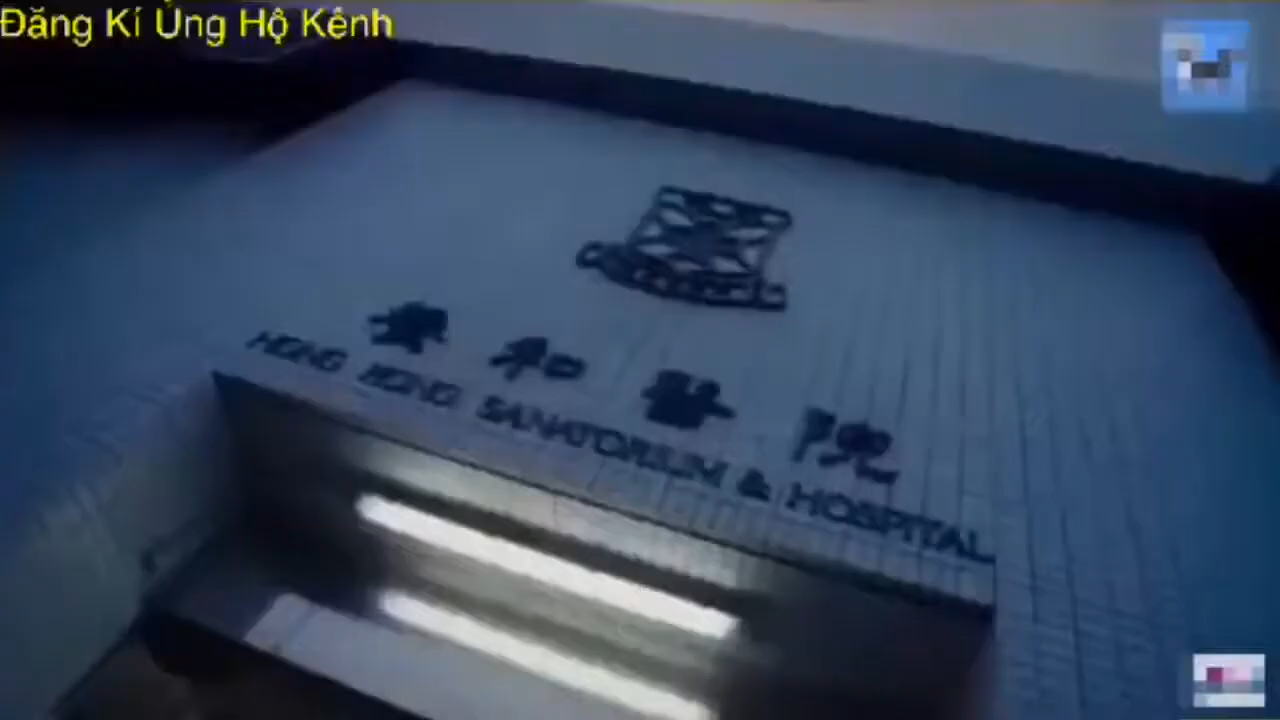 Đăng Kí Ủng Hộ Kênh
養和醫院
HONG KONG SANATORIUM & HOSPITAL